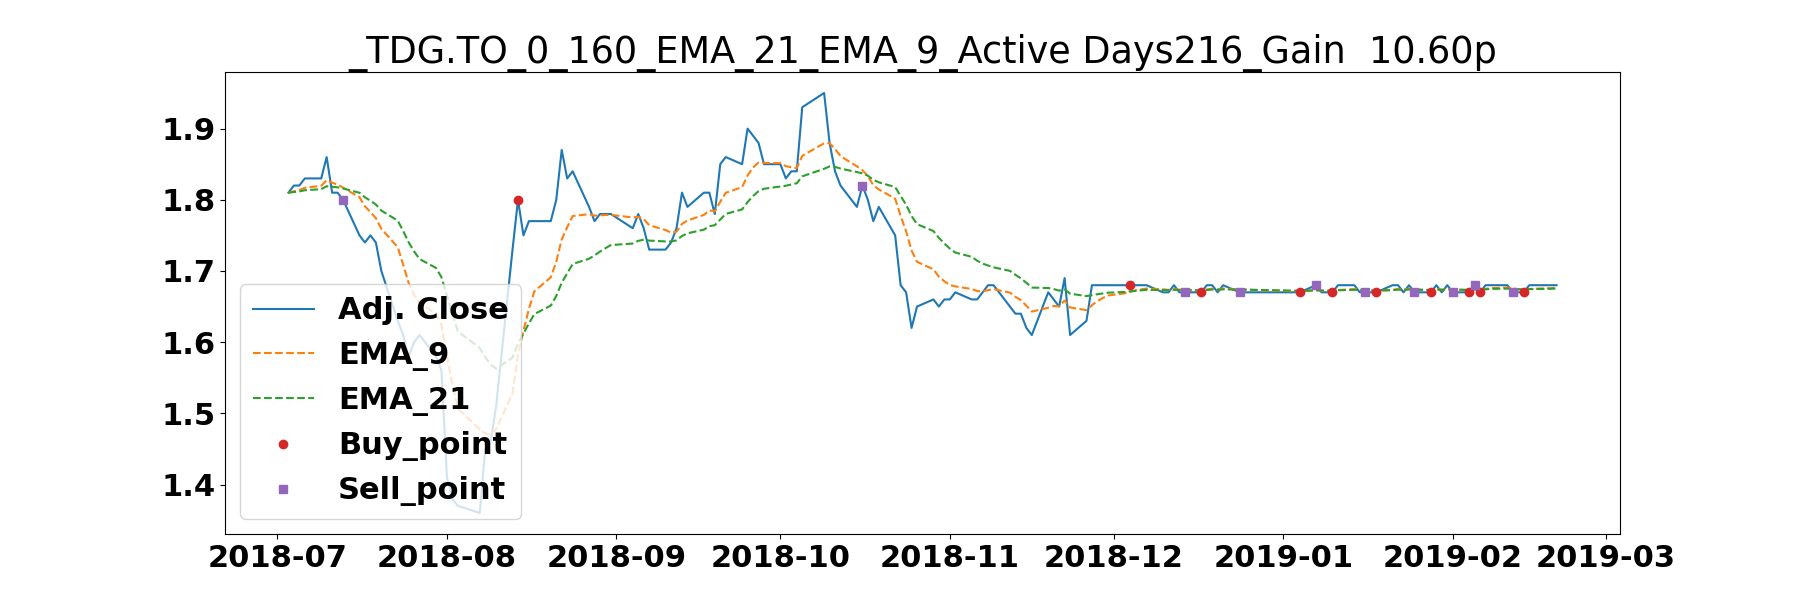 _TDG.TO_0_160_EMA_21_EMA_9_Active Days216_Gain  10.60p
1.9
1.8
1.7
1.6
1.5
1.4
Adj. Close
EMA_9
EMA_21
Buy_point
Sell_point
2018-07 2018-08 2018-09 2018-10 2018-11 2018-12 2019-01 2019-02 2019-03